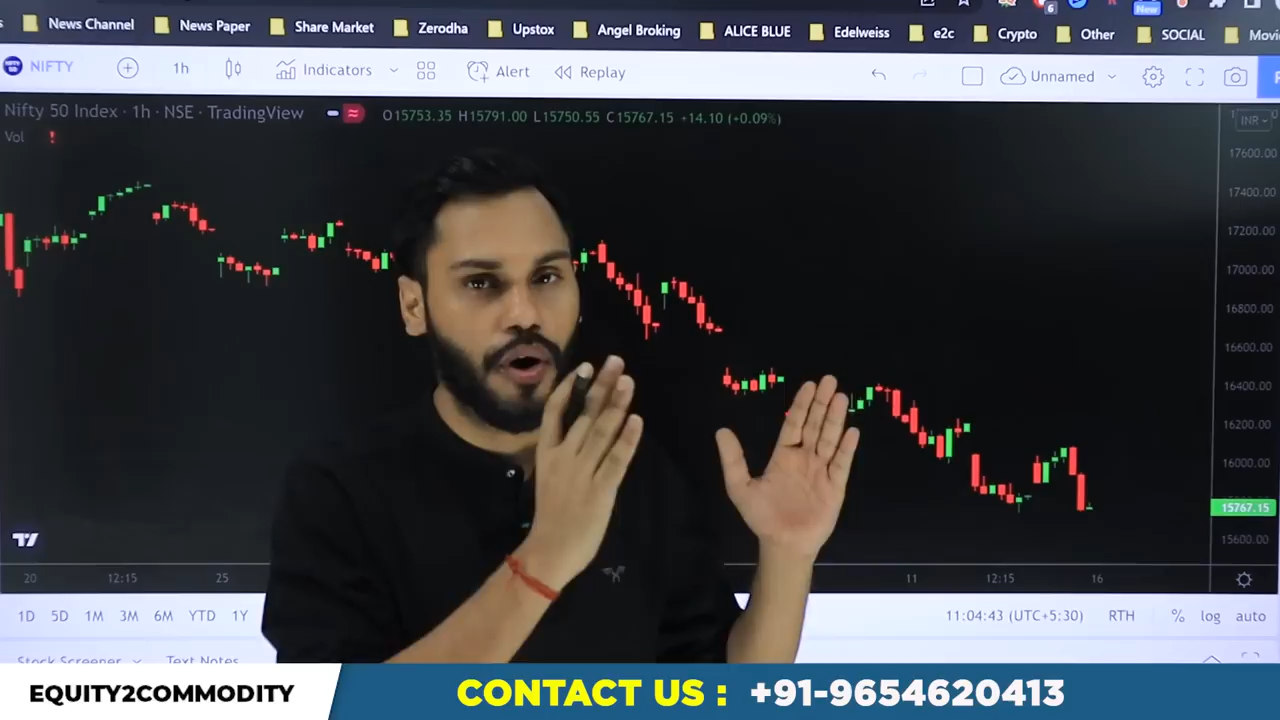 News Channel News Paper Share Market Zerodha Upstox Angel Broking ALICE BLUE Edelweiss e2c Crypto Other SOCIAL Movi
6 New
NIFTY 1h Indicators Alert Replay Unnamed
Nifty 50 Index · 1h · NSE · TradingView O15753.35 H15791.00 L15750.55 C15767.15 +14.10 (+0.09%)
INR
Vol !
17600.00
17400.00
17200.00
17000.00
16800.00
16600.00
16400.00
16200.00
16000.00
15767.15
15600.00
20 12:15 25 11 12:15 16
1D 5D 1M 3M 6M YTD 1Y 11:04:43 (UTC+5:30) RTH % log auto
Stock Screener Text Notes
EQUITY2COMMODITY CONTACT US : +91-9654620413